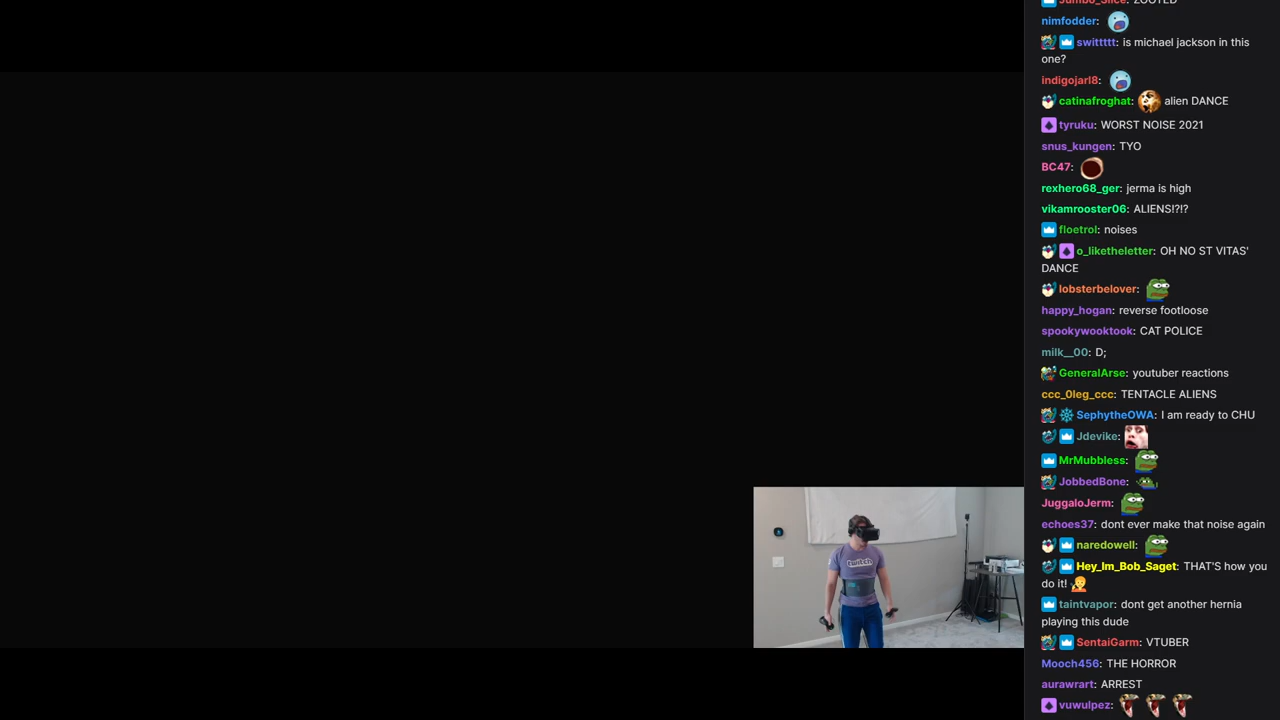 Jumbo_Slice: ZOOTED
nimfodder:
swittttt: is michael jackson in this
one?
indigojarl8:
catinafroghat: alien DANCE
tyruku: WORST NOISE 2021
snus_kungen: TYO
BC47:
rexhero68_ger: jerma is high
vikamrooster06: ALIENS!?!?
floetrol: noises
o_liketheletter: OH NO ST VITAS'
DANCE
lobsterbelover:
happy_hogan: reverse footloose
spookywooktook: CAT POLICE
milk__00: D;
GeneralArse: youtuber reactions
ccc_0leg_ccc: TENTACLE ALIENS
SephytheOWA: I am ready to CHU
Jdevike:
MrMubbless:
JobbedBone:
JuggaloJerm:
echoes37: dont ever make that noise again
naredowell:
Hey_Im_Bob_Saget: THAT'S how you
do it!
taintvapor: dont get another hernia
playing this dude
SentaiGarm: VTUBER
Mooch456: THE HORROR
aurawrart: ARREST
vuwulpez:
twitch